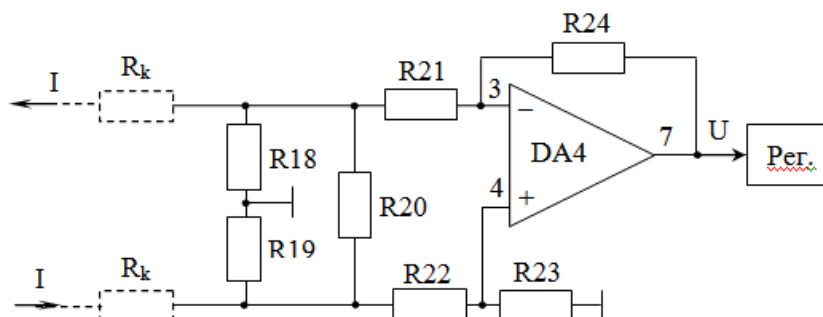 R24
I
Rk
R21
3
−
R18
DA4
7
U
Рег.
R20
4
+
R19
I
Rk
R22
R23